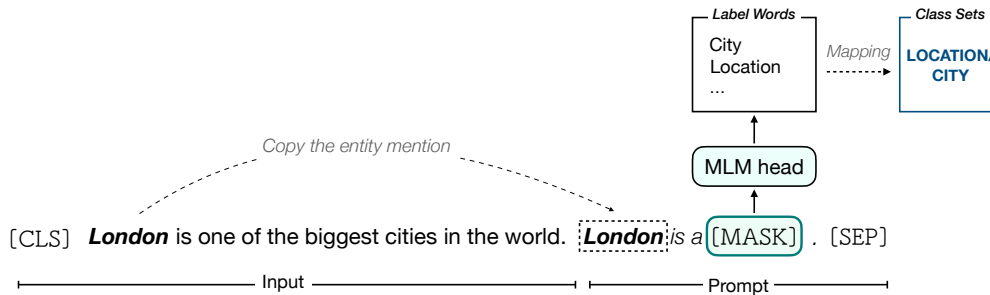 Label Words
Class Sets
City
Location
...
Mapping
LOCATION/
CITY
Copy the entity mention
MLM head
[CLS] London is one of the biggest cities in the world. London is a [MASK] . [SEP]
Input
Prompt